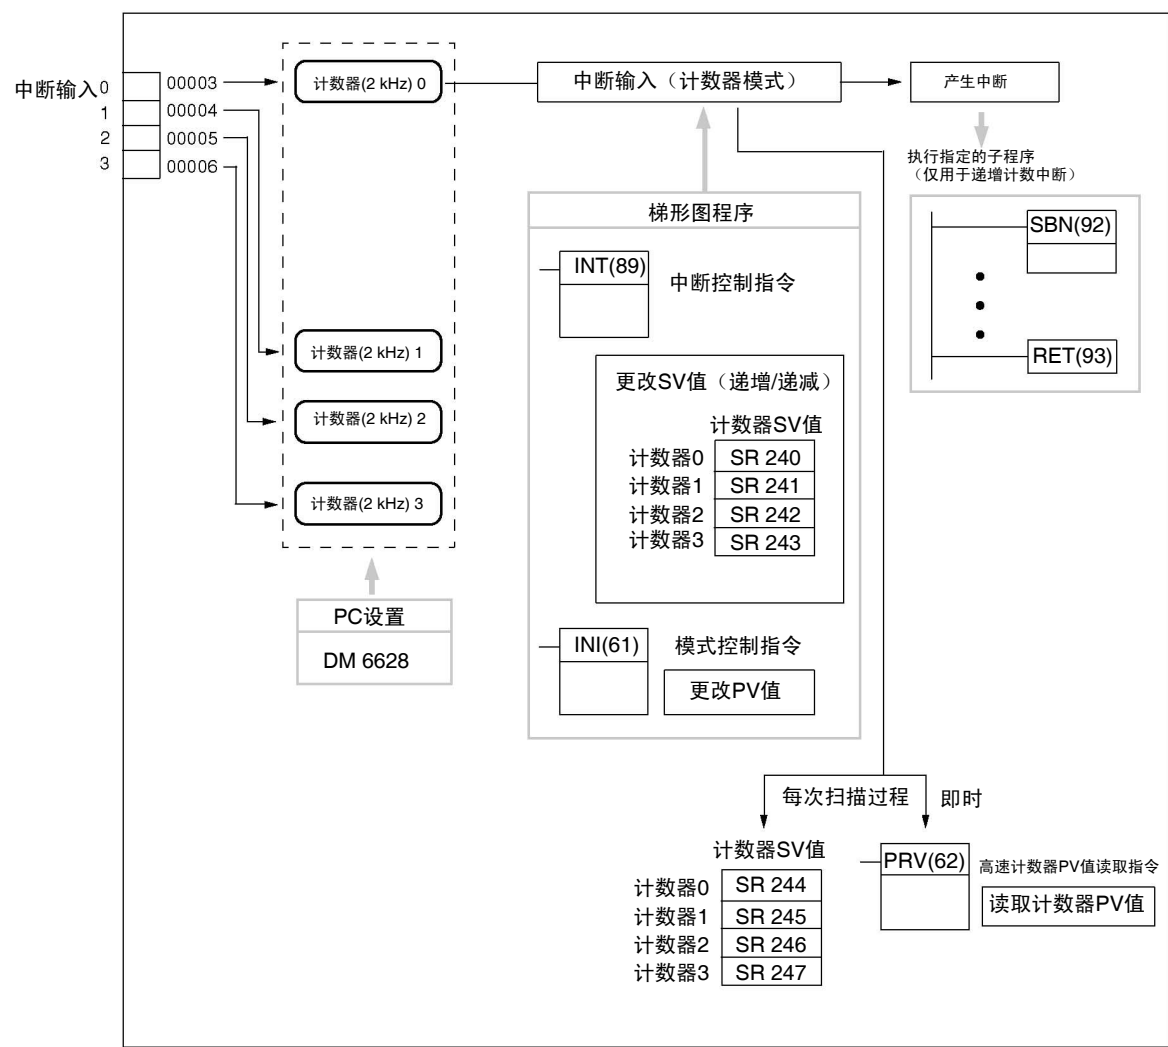 中断输入0
1
2
3
00003
00004
00005
00006
计数器(2 kHz) 0
计数器(2 kHz) 1
计数器(2 kHz) 2
计数器(2 kHz) 3
PC设置
DM 6628
中断输入（计数器模式）
产生中断
执行指定的子程序
（仅用于递增计数中断）
SBN(92)
RET(93)
梯形图程序
INT(89)
中断控制指令
更改SV值（递增/递减）
计数器SV值
计数器0 SR 240
计数器1 SR 241
计数器2 SR 242
计数器3 SR 243
INI(61)
模式控制指令
更改PV值
每次扫描过程
即时
计数器SV值
计数器0 SR 244
计数器1 SR 245
计数器2 SR 246
计数器3 SR 247
PRV(62)
高速计数器PV值读取指令
读取计数器PV值